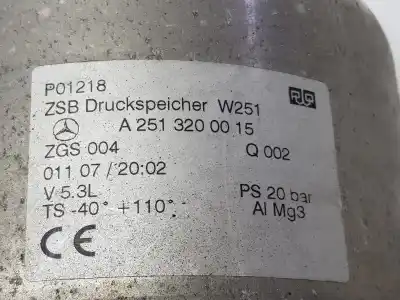 P01218
ZSB Druckspeicher W251
A 251 320 00 15
ZGS 004 Q 002
011 07 / 20:02
V 5.3L PS 20 bar
TS -40° +110° Al Mg3
CE